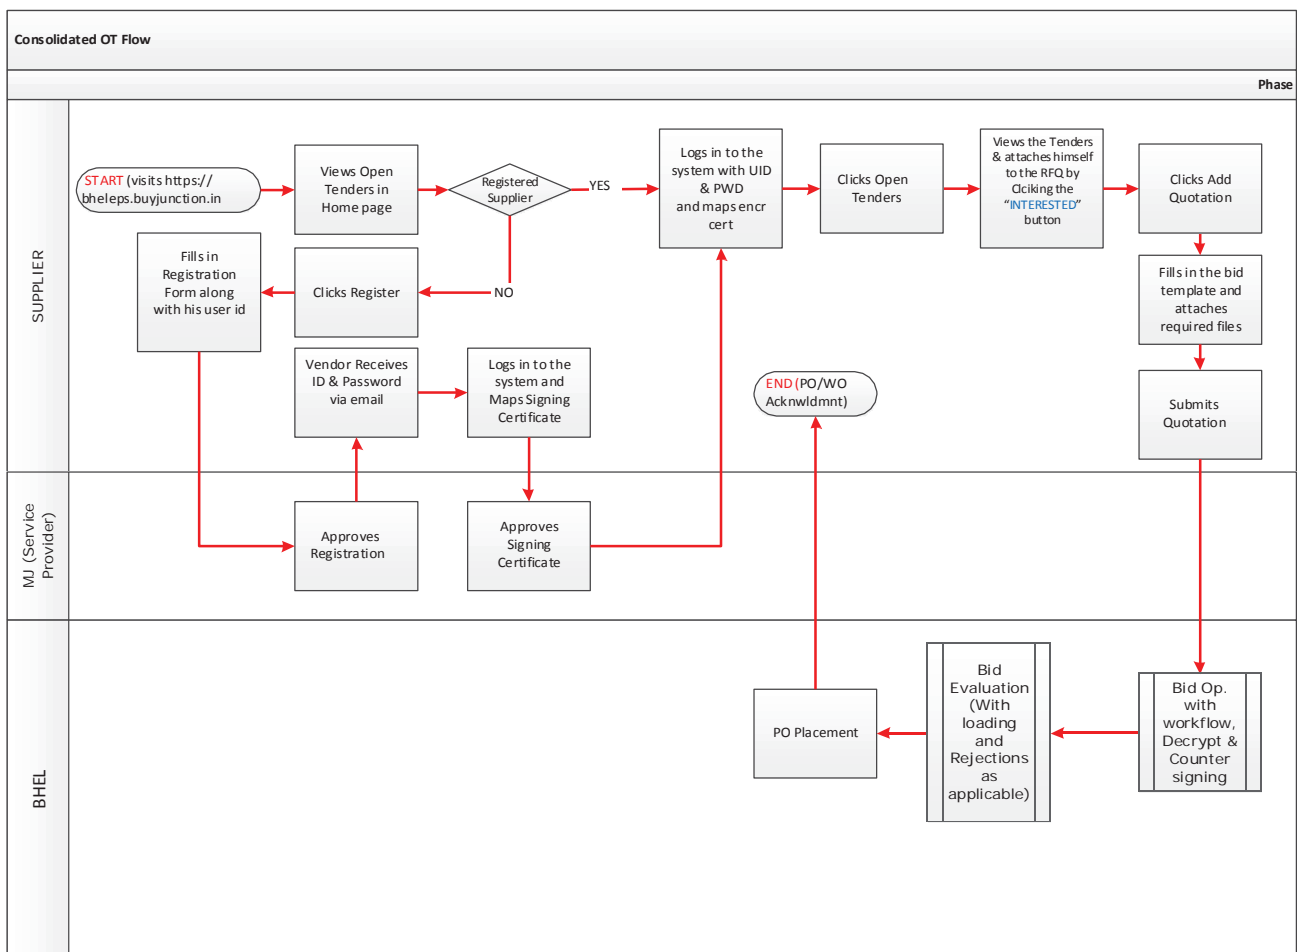 Consolidated OT Flow
Phase
SUPPLIER
START (visits https://
bheleps.buyjunction.in
Views Open
Tenders in
Home page
Registered
Supplier
YES
NO
Logs in to the
system with UID
& PWD
and maps encr
cert
Clicks Open
Tenders
Views the Tenders
& attaches himself
to the RFQ by
Clciking the
“INTERESTED”
button
Clicks Add
Quotation
Fills in
Registration
Form along
with his user id
Clicks Register
Fills in the bid
template and
attaches
required files
Vendor Receives
ID & Password
via email
Logs in to the
system and
Maps Signing
Certificate
END (PO/WO
Acknwldmnt)
Submits
Quotation
MJ (Service
Provider)
Approves
Registration
Approves
Signing
Certificate
BHEL
PO Placement
Bid
Evaluation
(With
loading
and
Rejections
as
applicable)
Bid Op.
with
workflow,
Decrypt &
Counter
signing